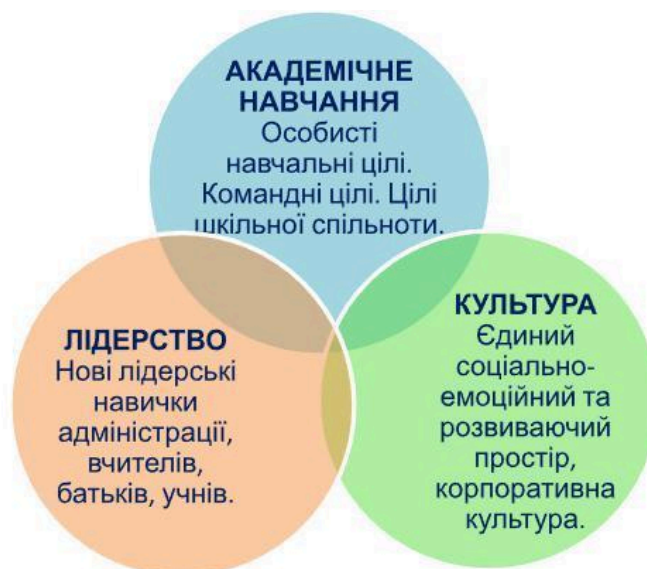 АКАДЕМІЧНЕ
НАВЧАННЯ
Особисті
навчальні цілі.
Командні цілі. Цілі
шкільної спільноти.
ЛІДЕРСТВО
Нові лідерські
навички
адміністрації,
вчителів,
батьків, учнів.
КУЛЬТУРА
Єдиний
соціально-
емоційний та
розвиваючий
простір,
корпоративна
культура.